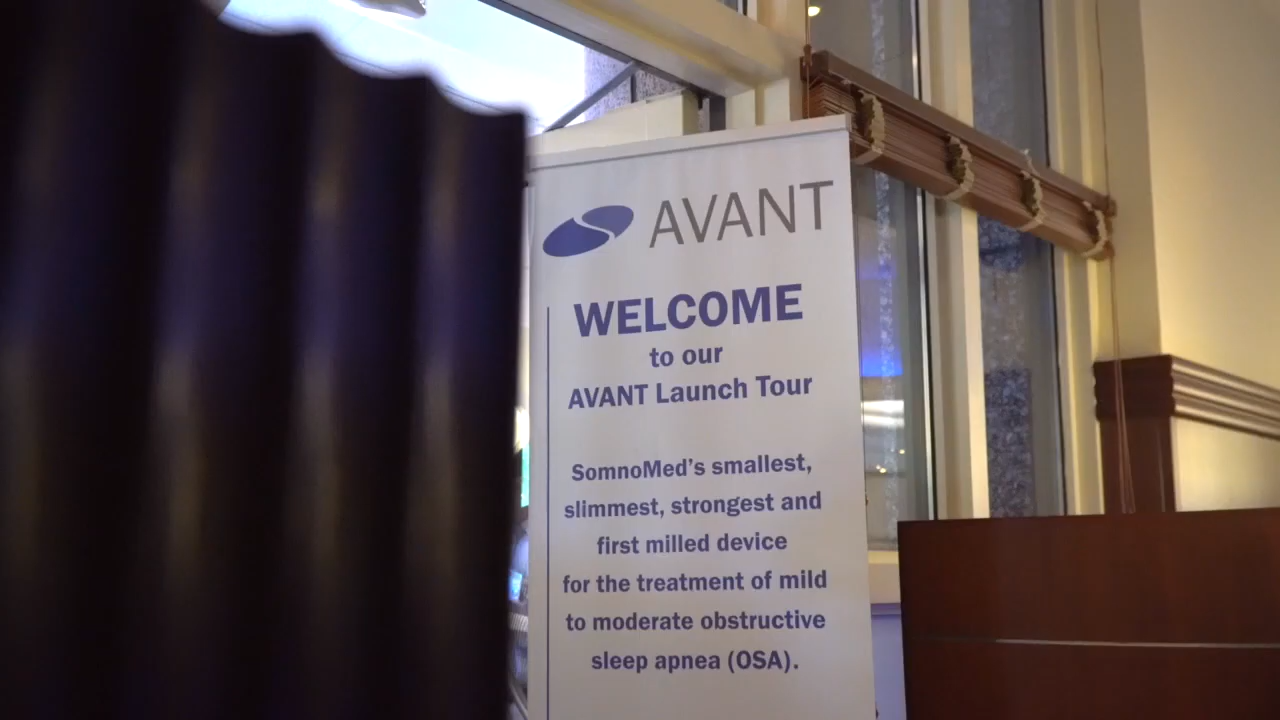 AVANT
WELCOME
to our
AVANT Launch Tour
SomnoMed's smallest,
slimmest, strongest and
first milled device
for the treatment of mild
to moderate obstructive
sleep apnea (OSA).